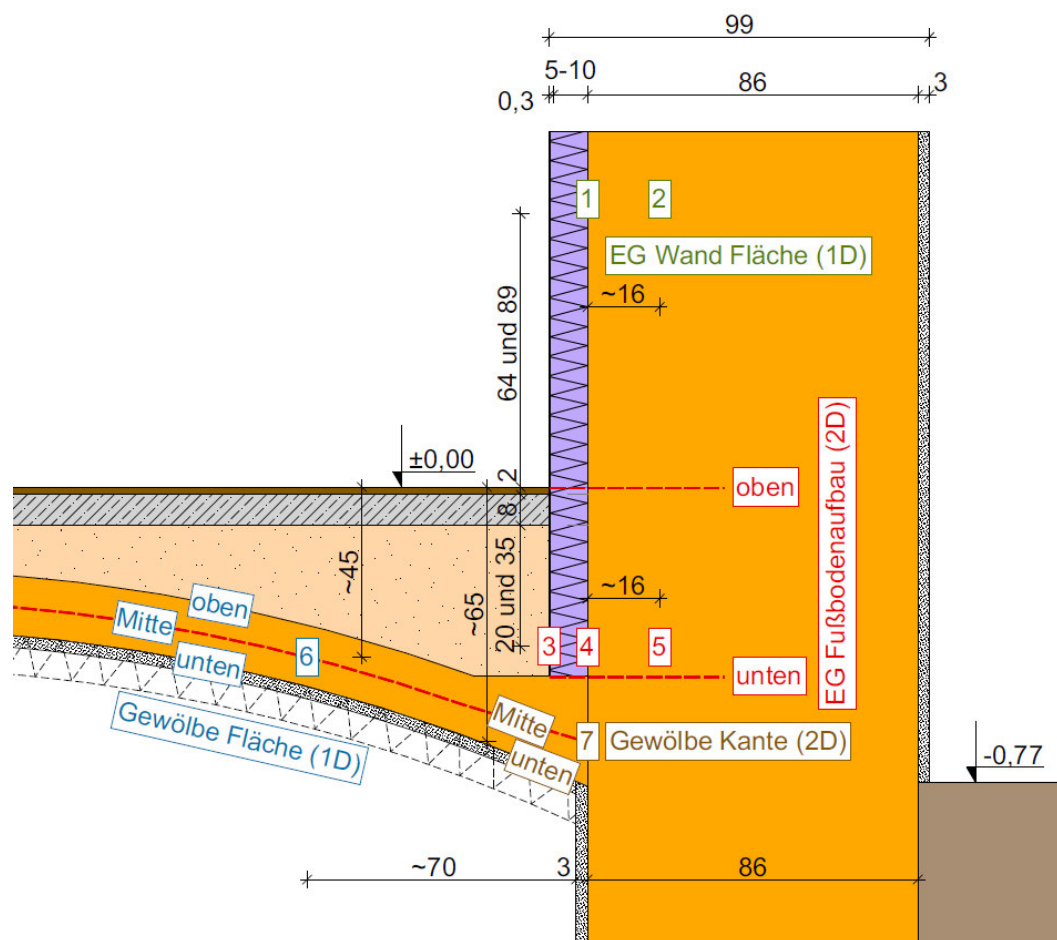 99
5-10
86
3
0,3
1
2
EG Wand Fläche (1D)
~16
64 und 89
EG Fußbodenaufbau (2D)
±0,00
2
oben
8
~45
~65
20 und 35
~16
oben
Mitte
unten
6
3
4
5
unten
Gewölbe Fläche (1D)
Mitte
unten
7
Gewölbe Kante (2D)
-0,77
~70
3
86